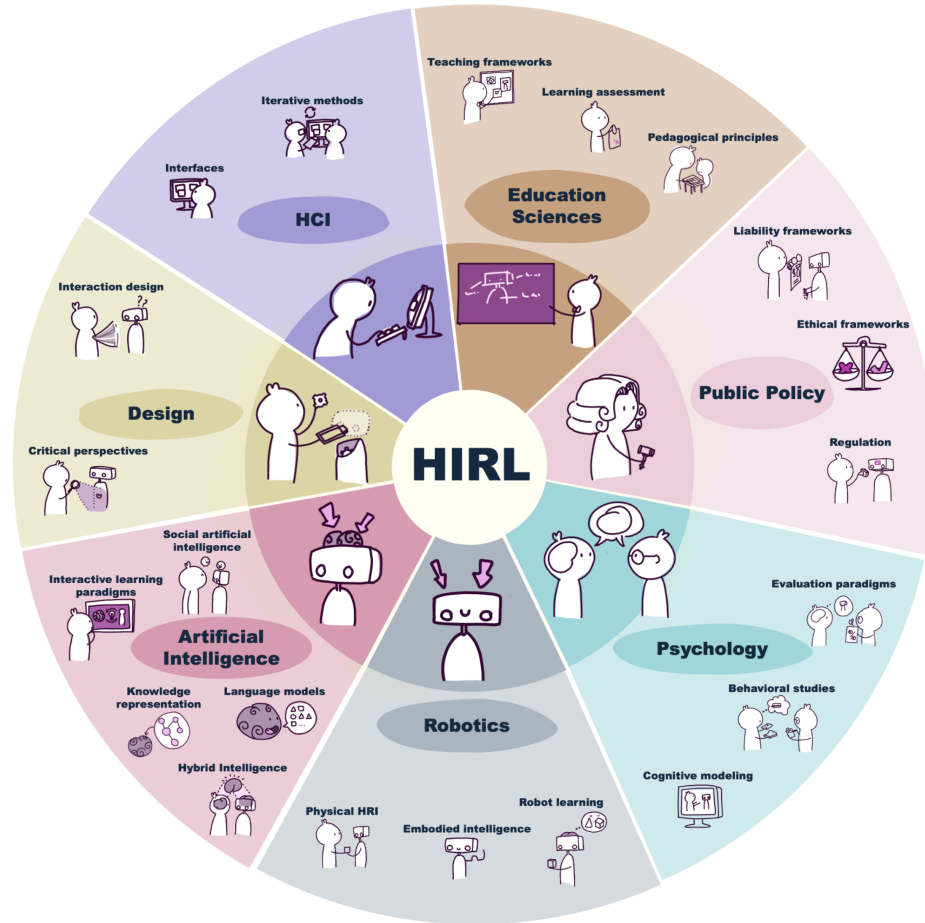 Teaching frameworks
Learning assessment
Pedagogical principles
Education
Sciences
Iterative methods
Interfaces
HCI
Liability frameworks
Ethical frameworks
Public Policy
Regulation
Interaction design
??
Design
Critical perspectives
HIRL
Social artificial
intelligence
Interactive learning
paradigms
Artificial
Intelligence
Knowledge
representation
Language models
Hybrid Intelligence
Robotics
Physical HRI
Embodied intelligence
Robot learning
Evaluation paradigms
Psychology
Behavioral studies
Cognitive modeling